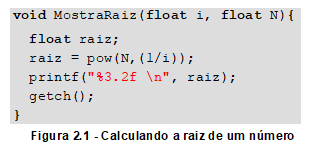 void MostraRaiz(float i, float N){
float raiz;
raiz = pow(N,(1/i));
printf("%3.2f \n", raiz);
getch();
}
Figura 2.1 - Calculando a raiz de um número